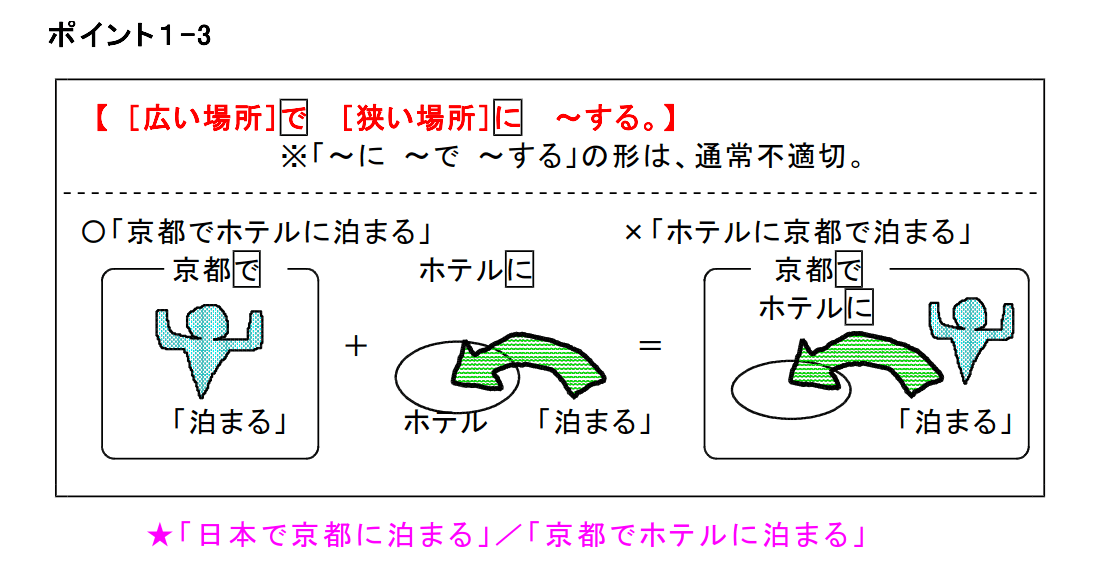 ポイント１−3
【 ［広い場所］で ［狭い場所］に ～する。】
※「～に ～で ～する」の形は、通常不適切。
○「京都でホテルに泊まる」 ×「ホテルに京都で泊まる」
京都で ホテルに 京都で
ホテルに
＋ ＝
「泊まる」 ホテル 「泊まる」 「泊まる」
★「日本で京都に泊まる」／「京都でホテルに泊まる」